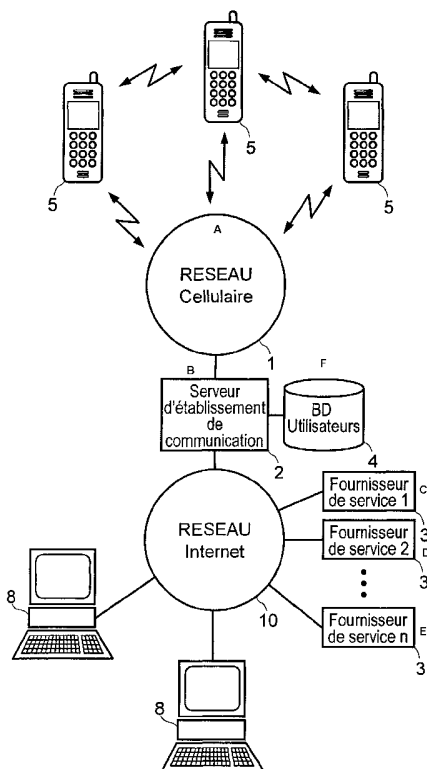 5
5
5
A
RESEAU
Cellulaire
1
B
F
Serveur
d'établissement
de
communication
BD
Utilisateurs
2
4
Fournisseur
de service 1
C
3
RESEAU
Internet
Fournisseur
de service 2
D
3
8
10
Fournisseur
de service n
E
3
8